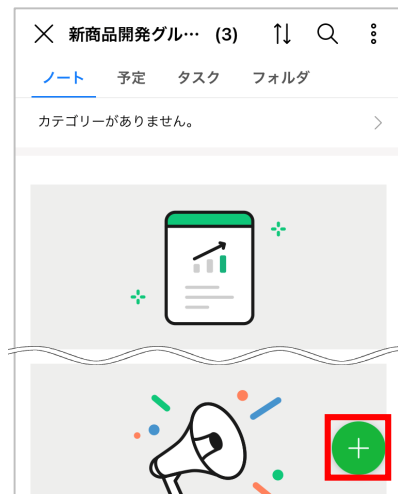 新商品開発グル… (3)
ノート 予定 タスク フォルダ
カテゴリーがありません。